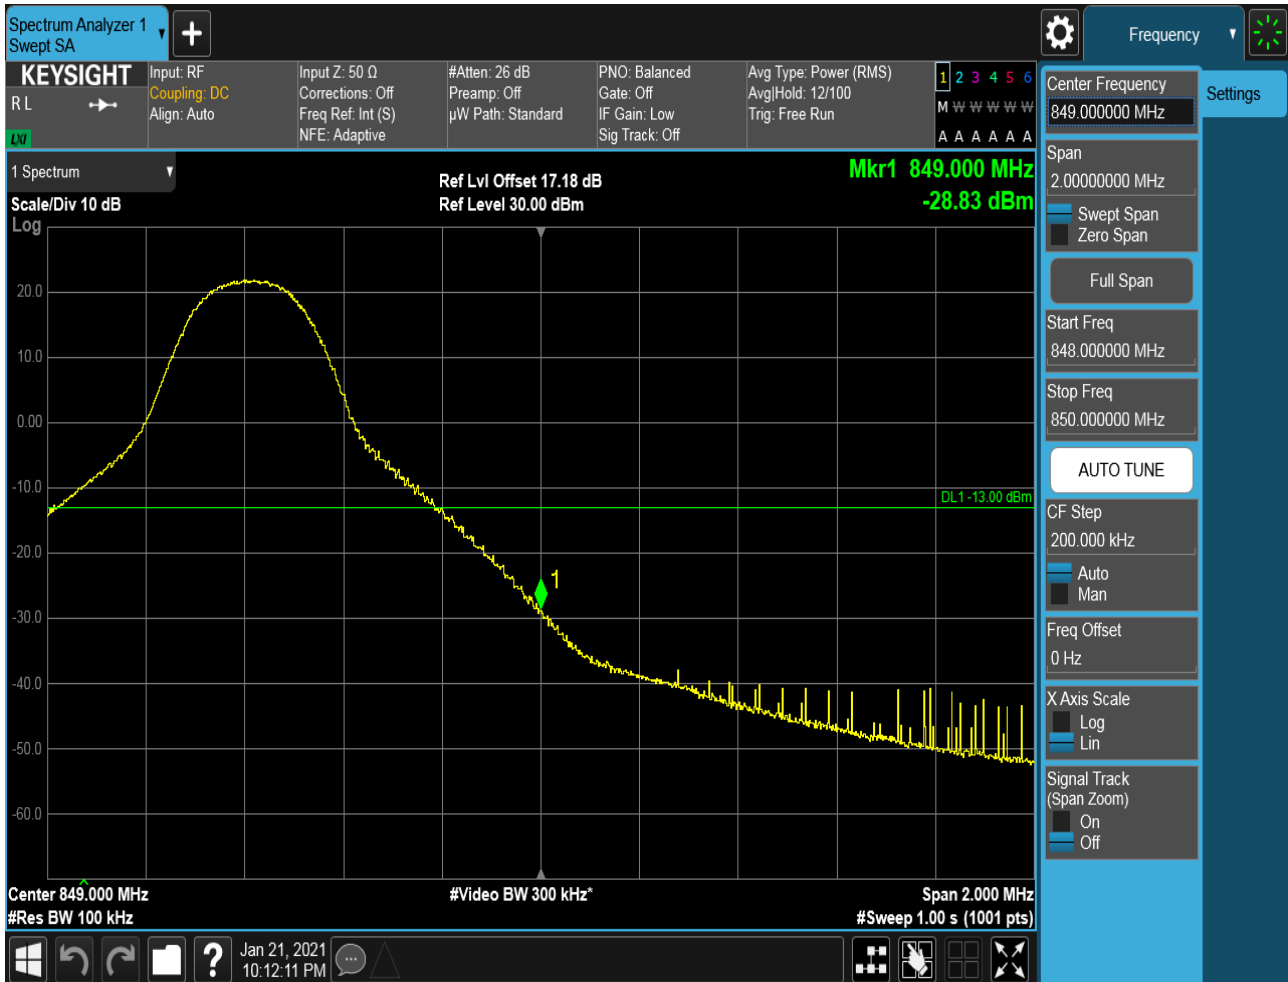 Spectrum Analyzer 1
Swept SA
+
Frequency
KEYSIGHT
R L
LXI
Input: RF
Coupling: DC
Align: Auto
Input Z: 50 Ω
Corrections: Off
Freq Ref: Int (S)
NFE: Adaptive
#Atten: 26 dB
Preamp: Off
µW Path: Standard
PNO: Balanced
Gate: Off
IF Gain: Low
Sig Track: Off
Avg Type: Power (RMS)
Avg|Hold: 12/100
Trig: Free Run
1 2 3 4 5 6
M W W W W W
A A A A A A
1 Spectrum
Scale/Div 10 dB
Log
Ref Lvl Offset 17.18 dB
Ref Level 30.00 dBm
Mkr1 849.000 MHz
-28.83 dBm
20.0
10.0
0.00
-10.0
-20.0
-30.0
-40.0
-50.0
-60.0
DL1 -13.00 dBm
1
Center 849.000 MHz
#Res BW 100 kHz
#Video BW 300 kHz*
Span 2.000 MHz
#Sweep 1.00 s (1001 pts)
Center Frequency
849.000000 MHz
Settings
Span
2.00000000 MHz
Swept Span
Zero Span
Full Span
Start Freq
848.000000 MHz
Stop Freq
850.000000 MHz
AUTO TUNE
CF Step
200.000 kHz
Auto
Man
Freq Offset
0 Hz
X Axis Scale
Log
Lin
Signal Track
(Span Zoom)
On
Off
?
Jan 21, 2021
10:12:11 PM